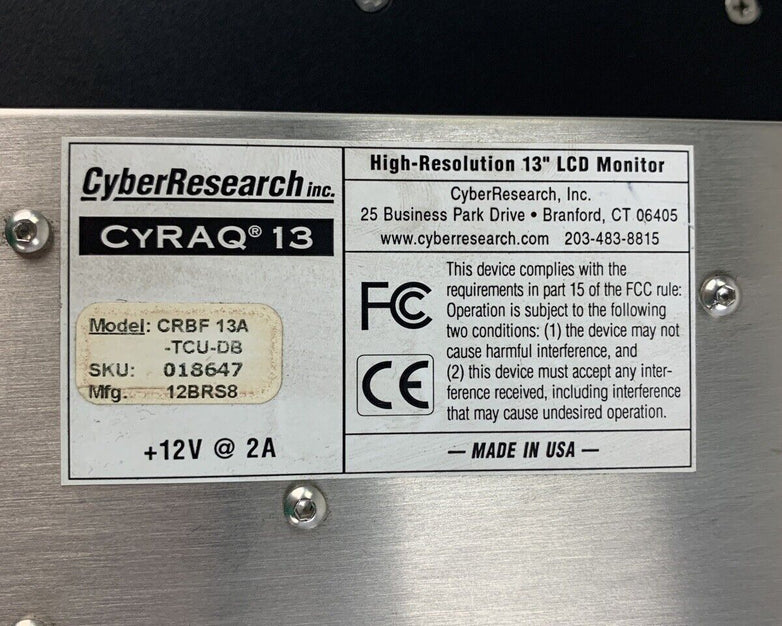 CyberResearch inc.
CYRAQ® 13
Model: CRBF 13A
-TCU-DB
SKU: 018647
Mfg. 12BRS8
+12V @ 2A
High-Resolution 13" LCD Monitor
CyberResearch, Inc.
25 Business Park Drive • Branford, CT 06405
www.cyberresearch.com 203-483-8815
FC
This device complies with the
requirements in part 15 of the FCC rule:
Operation is subject to the following
two conditions: (1) the device may not
cause harmful interference, and
(2) this device must accept any inter-
ference received, including interference
that may cause undesired operation.
CE
— MADE IN USA —